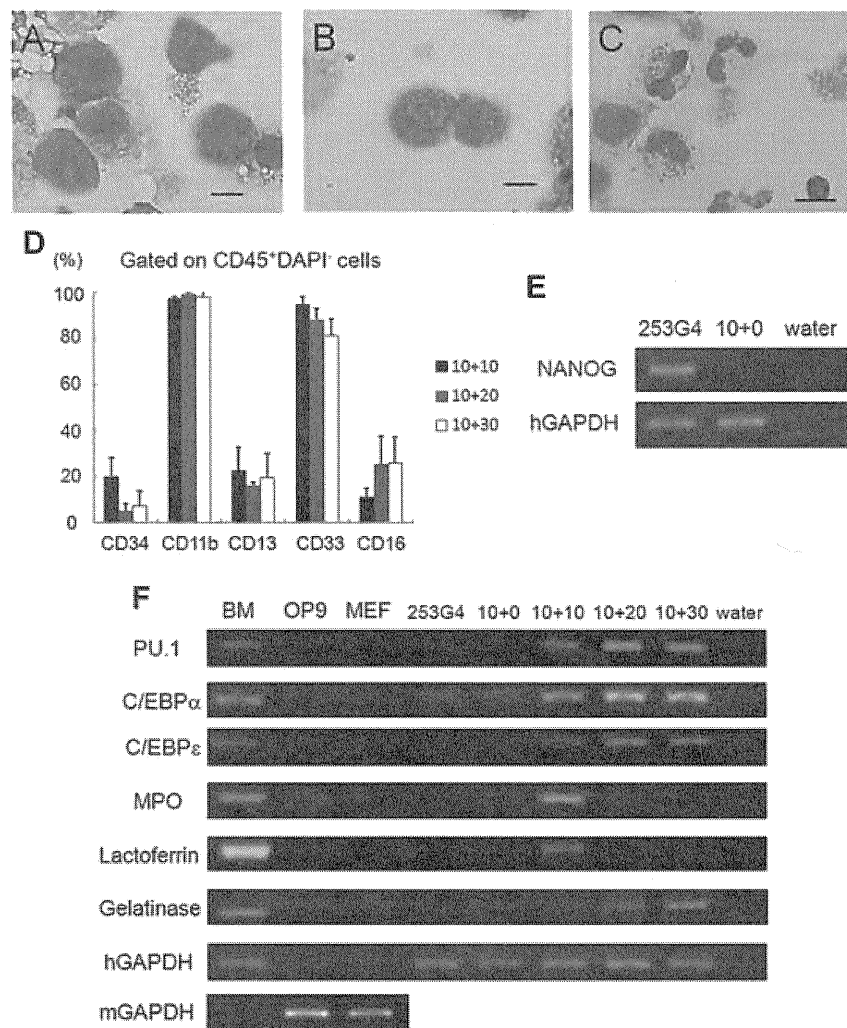 A
B
C
D
(%)
Gated on CD45⁺DAPI⁻ cells
100
80
60
40
20
0
CD34 CD11b CD13 CD33 CD16
10+10
10+20
10+30
E
253G4 10+0 water
NANOG
hGAPDH
F
BM OP9 MEF 253G4 10+0 10+10 10+20 10+30 water
PU.1
C/EBPα
C/EBPε
MPO
Lactoferrin
Gelatinase
hGAPDH
mGAPDH